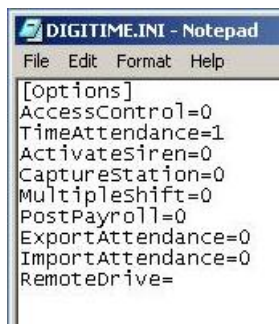 DIGITIME.INI - Notepad
File Edit Format Help
[Options]
AccessControl=0
TimeAttendance=1
ActivateSiren=0
CaptureStation=0
MultipleShift=0
PostPayroll=0
ExportAttendance=0
ImportAttendance=0
RemoteDrive=